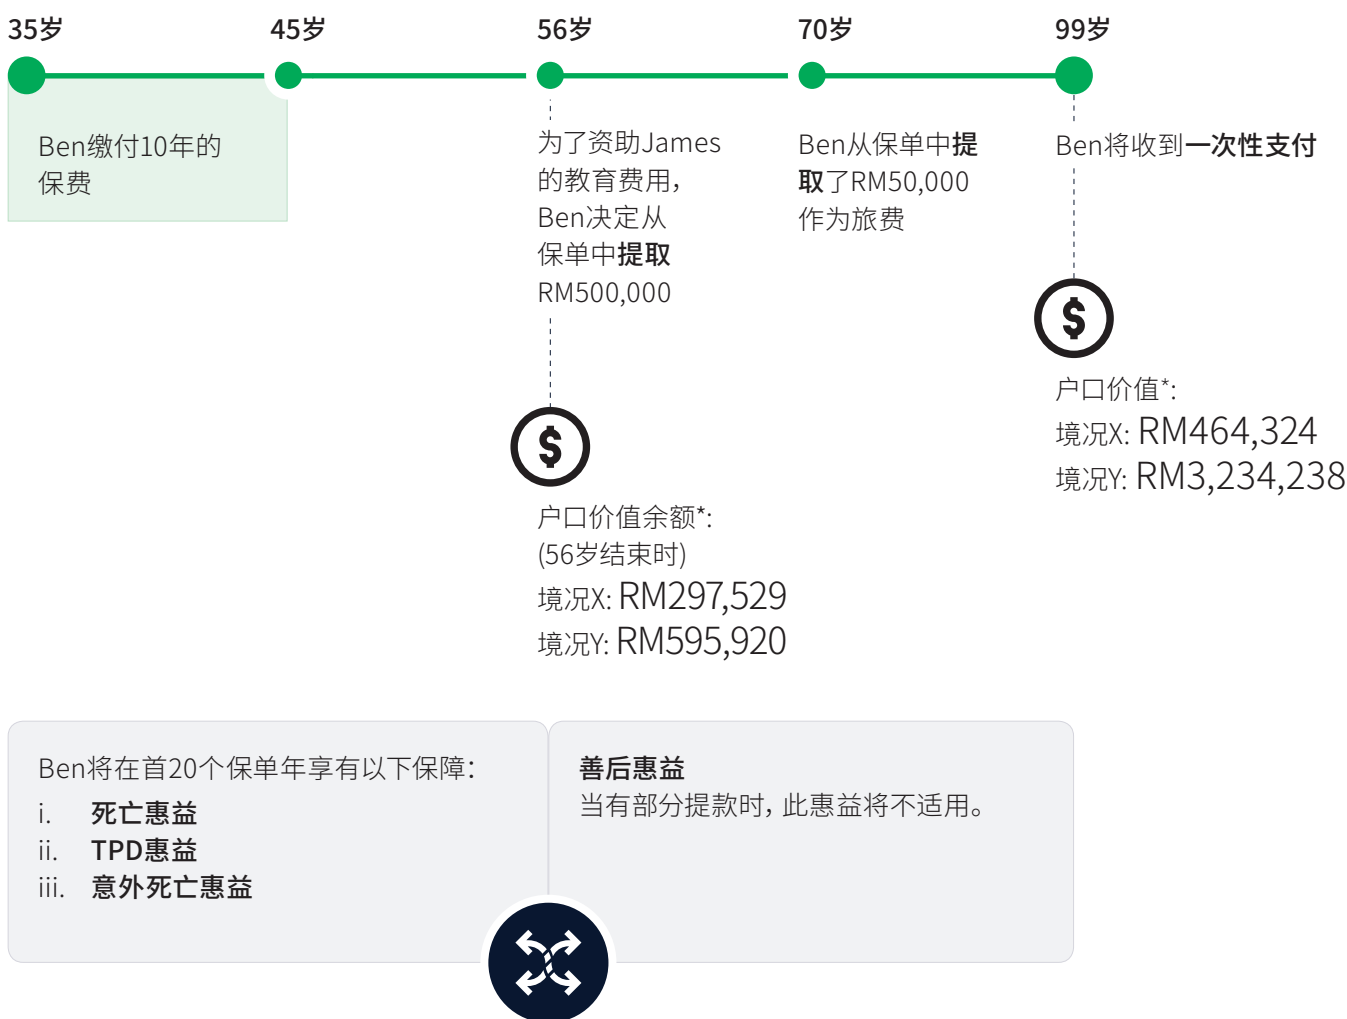 35岁
45岁
56岁
70岁
99岁
Ben缴付10年的
保费
为了资助James
的教育费用，
Ben决定从
保单中提取
RM500,000
Ben从保单中提
取了RM50,000
作为旅费
Ben将收到一次性支付
$
户口价值余额*:
(56岁结束时)
境况X: RM297,529
境况Y: RM595,920
$
户口价值*:
境况X: RM464,324
境况Y: RM3,234,238
Ben将在首20个保单年享有以下保障：
i. 死亡惠益
ii. TPD惠益
iii. 意外死亡惠益
善后惠益
当有部分提款时，此惠益将不适用。